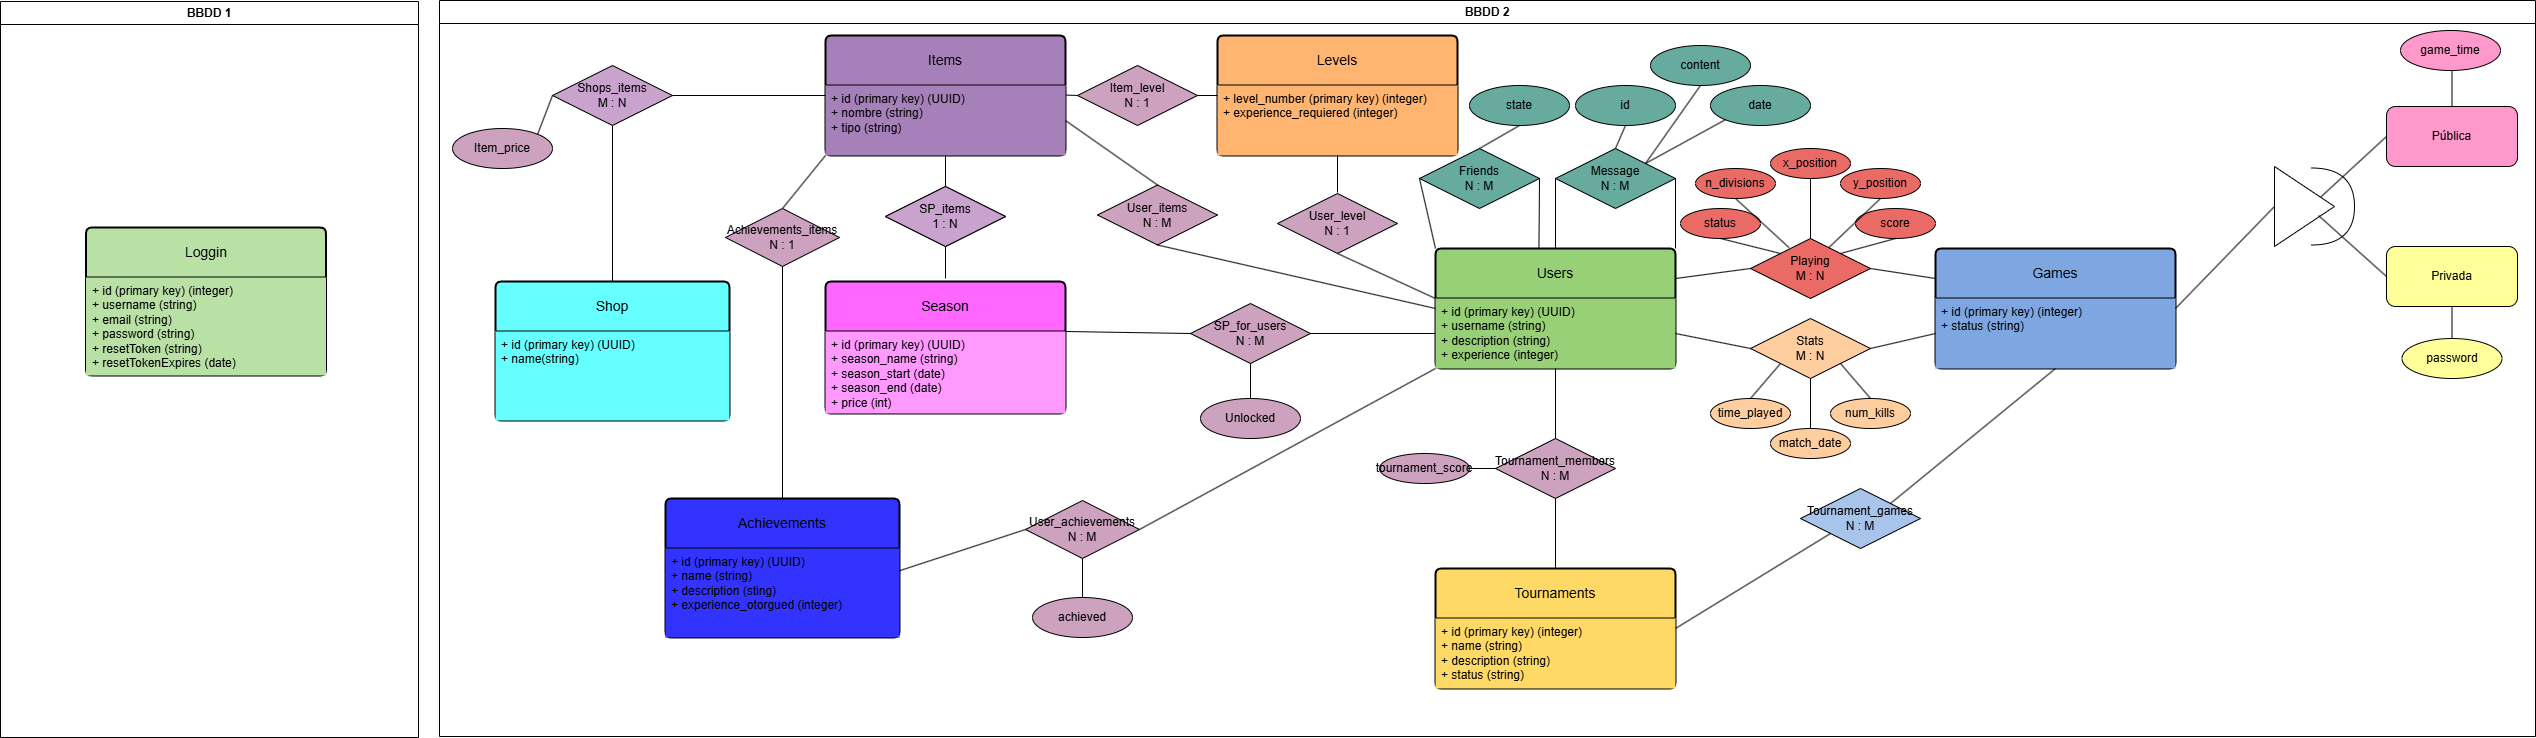 BBDD 1
Loggin
+ id (primary key) (integer)
+ username (string)
+ email (string)
+ password (string)
+ resetToken (string)
+ resetTokenExpires (date)
BBDD 2
Shops_items
M : N
Item_price
Items
+ id (primary key) (UUID)
+ nombre (string)
+ tipo (string)
Item_level
N : 1
Levels
+ level_number (primary key) (integer)
+ experience_requiered (integer)
Achievements_items
N : 1
SP_items
1 : N
User_items
N : M
User_level
N : 1
state
id
content
date
Friends
N : M
Message
N : M
status
n_divisions
x_position
y_position
score
Playing
M : N
game_time
Pública
Privada
password
Shop
+ id (primary key) (UUID)
+ name(string)
Season
+ id (primary key) (UUID)
+ season_name (string)
+ season_start (date)
+ season_end (date)
+ price (int)
SP_for_users
N : M
Unlocked
Users
+ id (primary key) (UUID)
+ username (string)
+ description (string)
+ experience (integer)
Stats
M : N
time_played
match_date
num_kills
Games
+ id (primary key) (integer)
+ status (string)
tournament_score
Tournament_members
N : M
Tournament_games
N : M
Achievements
+ id (primary key) (UUID)
+ name (string)
+ description (sting)
+ experience_otorgued (integer)
User_achievements
N : M
achieved
Tournaments
+ id (primary key) (integer)
+ name (string)
+ description (string)
+ status (string)